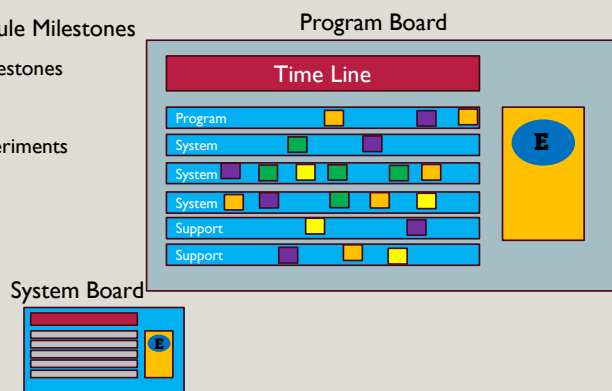 Program Board
ule Milestones
estones
eriments
Time Line
Program
System
System
System
Support
Support
E
System Board
E